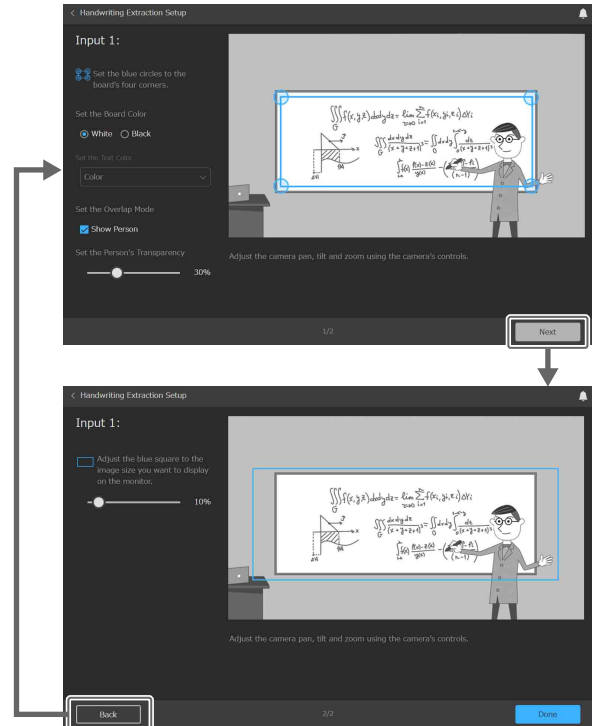 < Handwriting Extraction Setup
Input 1:
Set the blue circles to the
board's four corners.
Set the Board Color
White Black
Set the Text Color
Color
Set the Overlap Mode
Show Person
Set the Person's Transparency
30%
Adjust the camera pan, tilt and zoom using the camera's controls.
1/2
Next
< Handwriting Extraction Setup
Input 1:
Adjust the blue square to the
image size you want to display
on the monitor.
10%
Adjust the camera pan, tilt and zoom using the camera's controls.
Back
2/2
Done